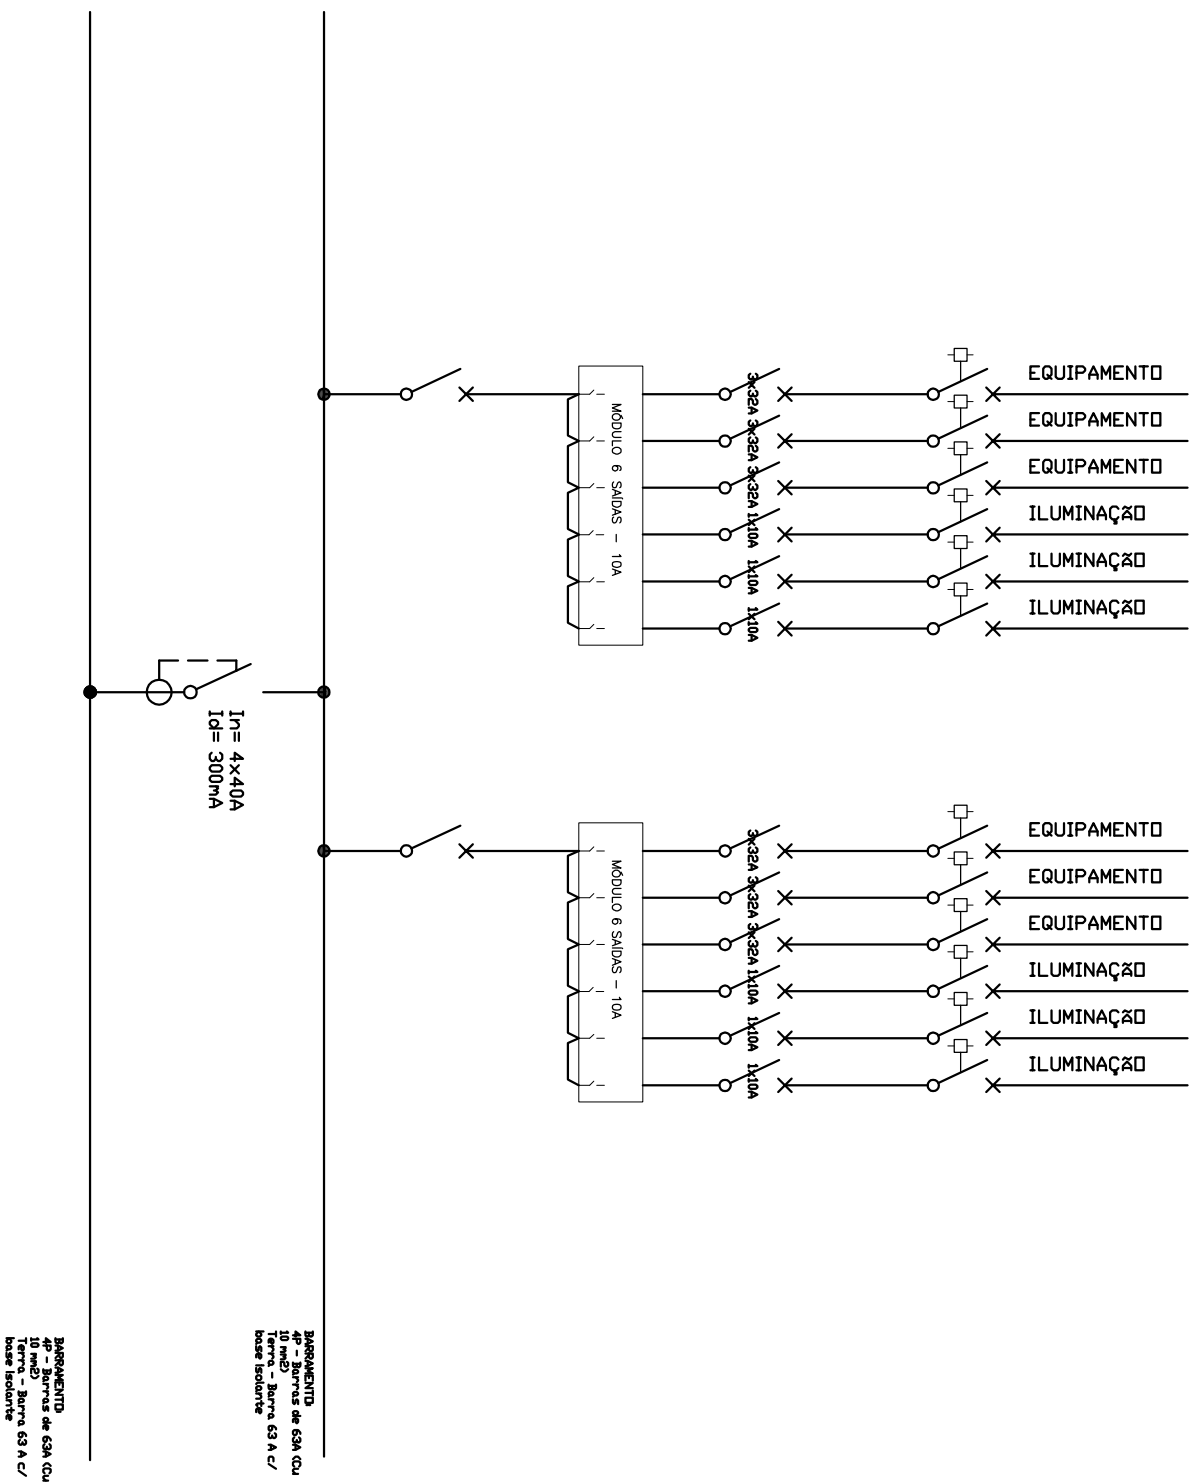 EQUIPAMENTO
EQUIPAMENTO
EQUIPAMENTO
ILUMINAÇÃO
ILUMINAÇÃO
ILUMINAÇÃO
3x32A 3x32A 3x32A 1x10A 1x10A 1x10A
MÓDULO 6 SAÍDAS - 10A
In= 4x40A
Id= 300mA
EQUIPAMENTO
EQUIPAMENTO
EQUIPAMENTO
ILUMINAÇÃO
ILUMINAÇÃO
ILUMINAÇÃO
3x32A 3x32A 3x32A 1x10A 1x10A 1x10A
MÓDULO 6 SAÍDAS - 10A
BARRAMENTO:
4P - Barras de 63A (Cu
10 mm2)
Terra - Barra 63 A c/
base isolante
BARRAMENTO:
4P - Barras de 63A (Cu
10 mm2)
Terra - Barra 63 A c/
base isolante